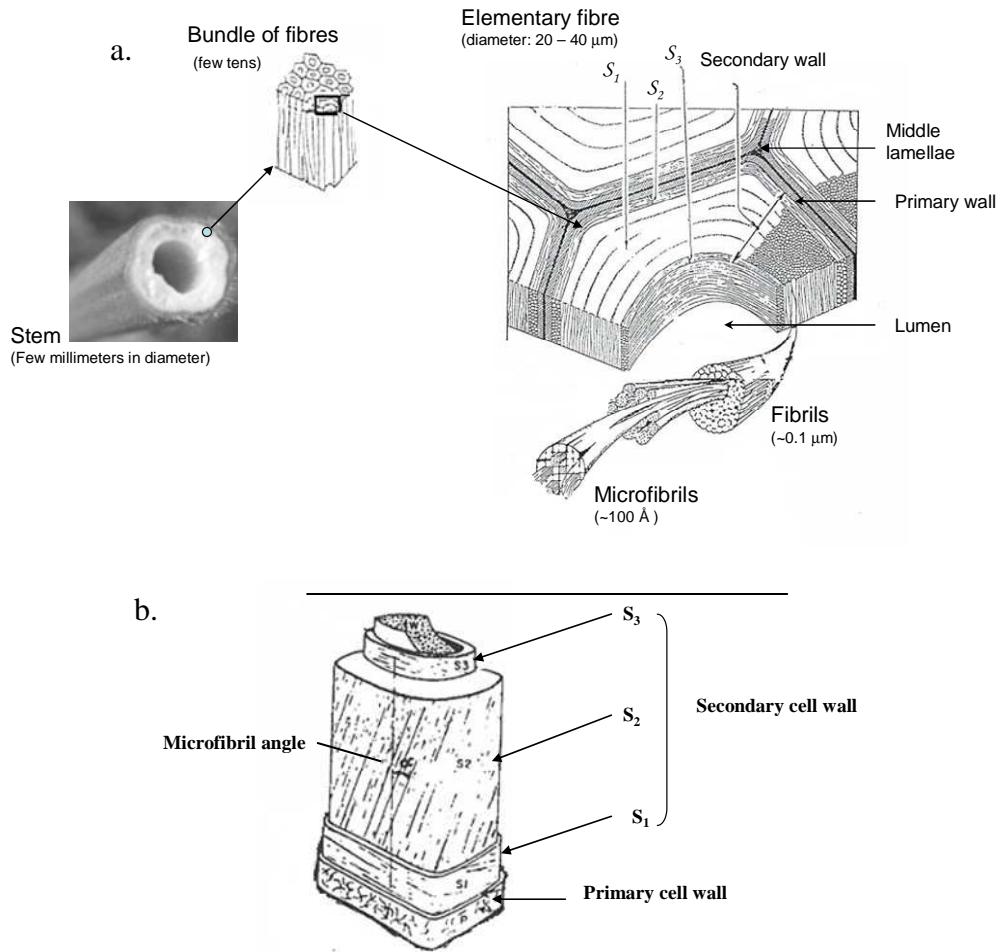 a.
Bundle of fibres
(few tens)
Elementary fibre
(diameter: 20 – 40 μm)
S1
S2
S3
Secondary wall
Middle
lamellae
Primary wall
Lumen
Stem
(Few millimeters in diameter)
Fibrils
(~0.1 μm)
Microfibrils
(~100 Å )
b.
W
S3
S3
Secondary cell wall
S2
Microfibril angle
S2
S1
S1
Primary cell wall
P